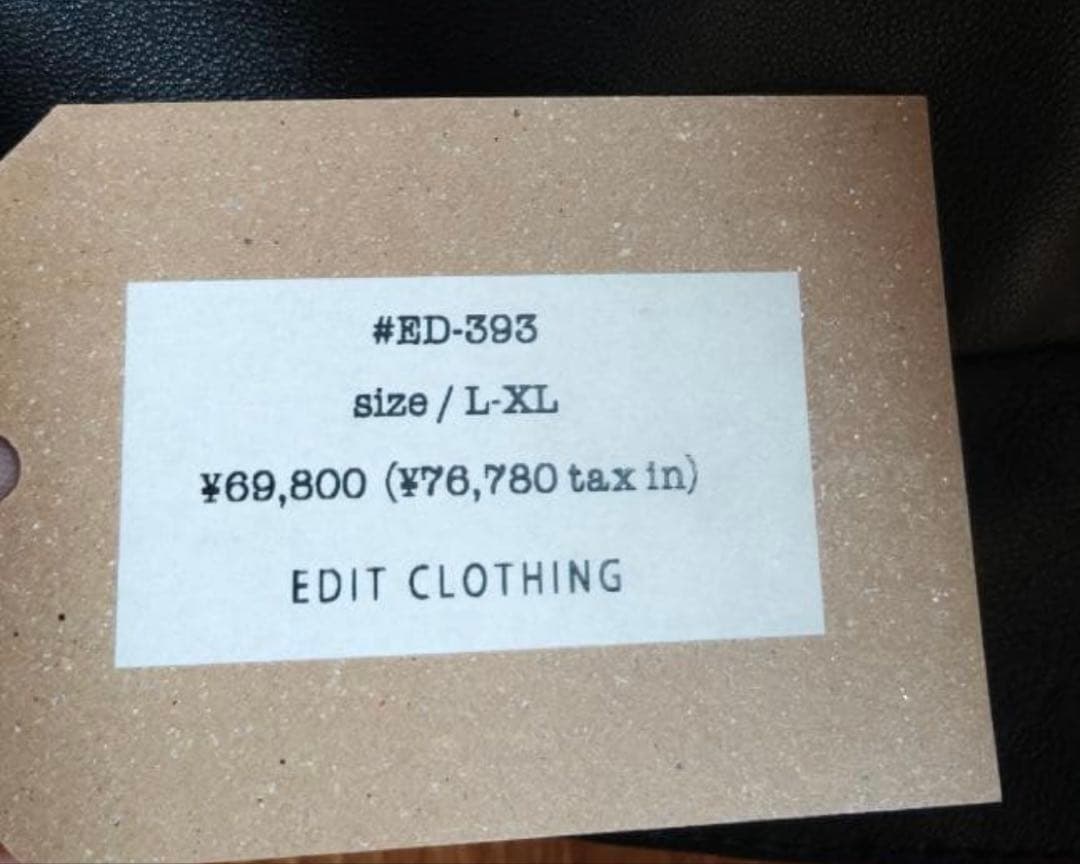 #ED-393
size / L-XL
¥69,800 (¥76,780 tax in)
EDIT CLOTHING